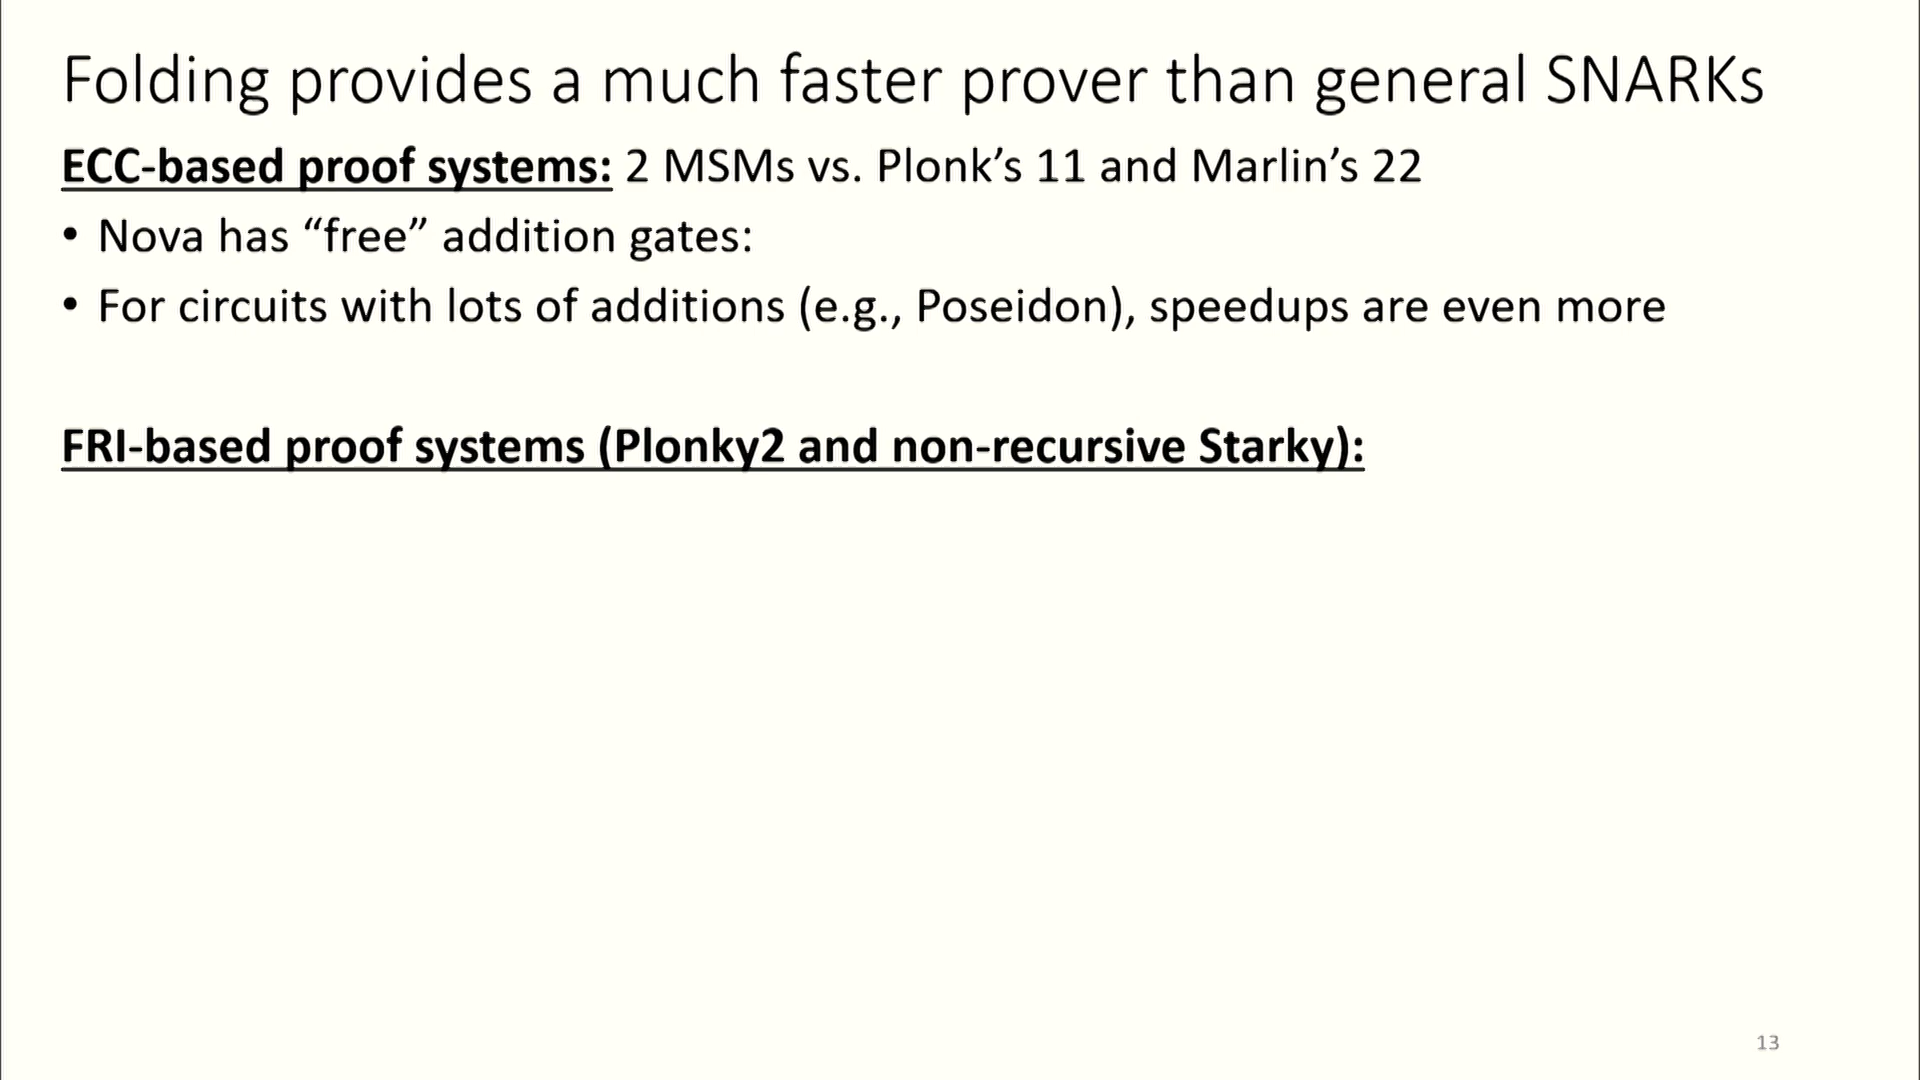 Folding provides a much faster prover than general SNARKs
ECC-based proof systems: 2 MSMs vs. Plonk’s 11 and Marlin’s 22
• Nova has “free” addition gates:
• For circuits with lots of additions (e.g., Poseidon), speedups are even more
FRI-based proof systems (Plonky2 and non-recursive Starky):
13